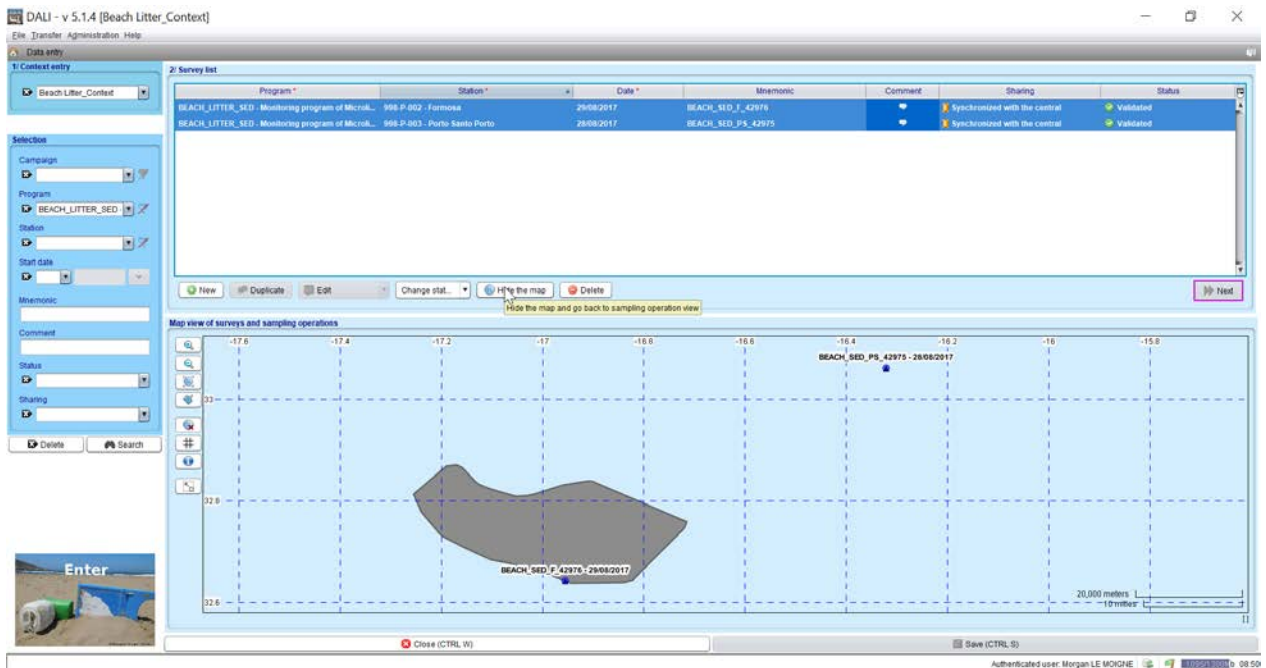 DALI - v 5.1.4 [Beach Litter_Context]
File Transfer Administration Help
Data entry
1/ Context entry
Beach Litter_Context
Selection
Campaign
Program
BEACH_LITTER_SED -
Station
Start date
Mnemonic
Comment
Status
Sharing
Delete Search
Enter
2/ Survey list
Program * Station * Date * Mnemonic Comment Sharing Status
BEACH_LITTER_SED - Monitoring program of Microli... 998-P-002 - Formosa 29/08/2017 BEACH_SED_F_42976 Synchronized with the central Validated
BEACH_LITTER_SED - Monitoring program of Microli... 998-P-003 - Porto Santo Porto 28/08/2017 BEACH_SED_PS_42975 Synchronized with the central Validated
New Duplicate Edit Change stat... Hide the map Delete Next
Hide the map and go back to sampling operation view
Map view of surveys and sampling operations
-17.6 -17.4 -17.2 -17 -16.8 -16.6 -16.4 -16.2 -16 -15.8
BEACH_SED_PS_42975 - 28/08/2017
33
32.8
BEACH_SED_F_42976 - 29/08/2017
20,000 meters
32.6
10 miles
Close (CTRL W) Save (CTRL S)
Authenticated user: Morgan LE MOIGNE